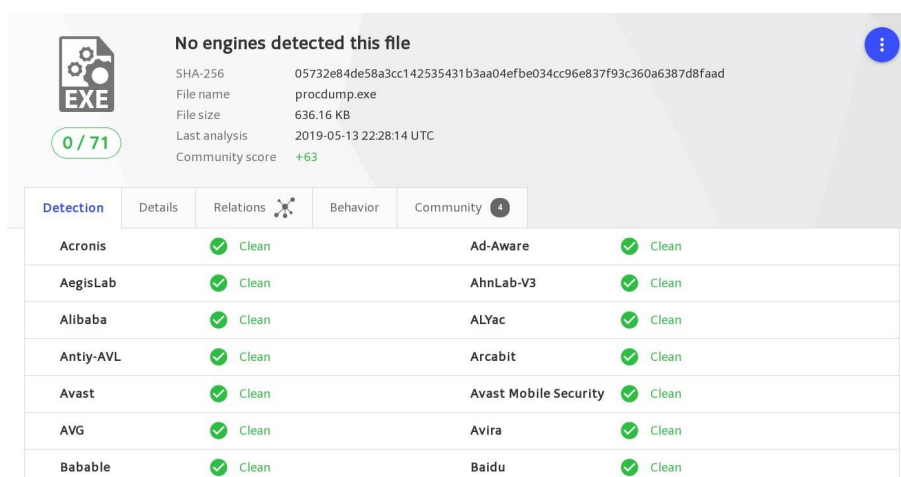 No engines detected this file
SHA-256 05732e84de58a3cc142535431b3aa04efbe034cc96e837f93c360a6387d8faad
File name procdump.exe
File size 636.16 KB
Last analysis 2019-05-13 22:28:14 UTC
Community score +63
EXE
0 / 71
Detection Details Relations Behavior Community 4
Acronis Clean Ad-Aware Clean
AegisLab Clean AhnLab-V3 Clean
Alibaba Clean ALYac Clean
Antiy-AVL Clean Arcabit Clean
Avast Clean Avast Mobile Security Clean
AVG Clean Avira Clean
Babable Clean Baidu Clean